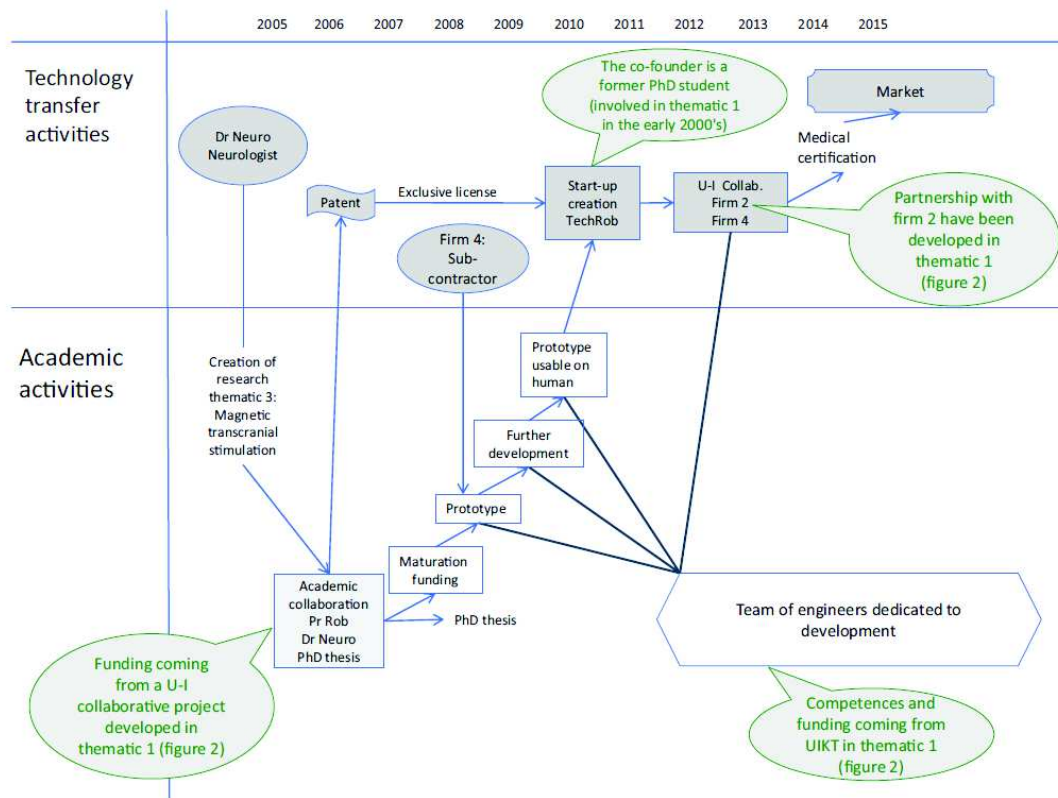 2005 2006 2007 2008 2009 2010 2011 2012 2013 2014 2015
Technology
transfer
activities
Dr Neuro
Neurologist
Patent
Exclusive license
Firm 4:
Sub-
contractor
The co-founder is a
former PhD student
(involved in thematic 1
in the early 2000's)
Start-up
creation
TechRob
U-I Collab.
Firm 2
Firm 4
Market
Medical
certification
Partnership with
firm 2 have been
developed in
thematic 1
(figure 2)
Academic
activities
Creation of
research
thematic 3:
Magnetic
transcranial
stimulation
Prototype
usable on
human
Further
development
Prototype
Maturation
funding
Academic
collaboration
Pr Rob
Dr Neuro
PhD thesis
PhD thesis
Team of engineers dedicated to
development
Funding coming
from a U-I
collaborative project
developed in
thematic 1 (figure 2)
Competences and
funding coming from
UIKT in thematic 1
(figure 2)